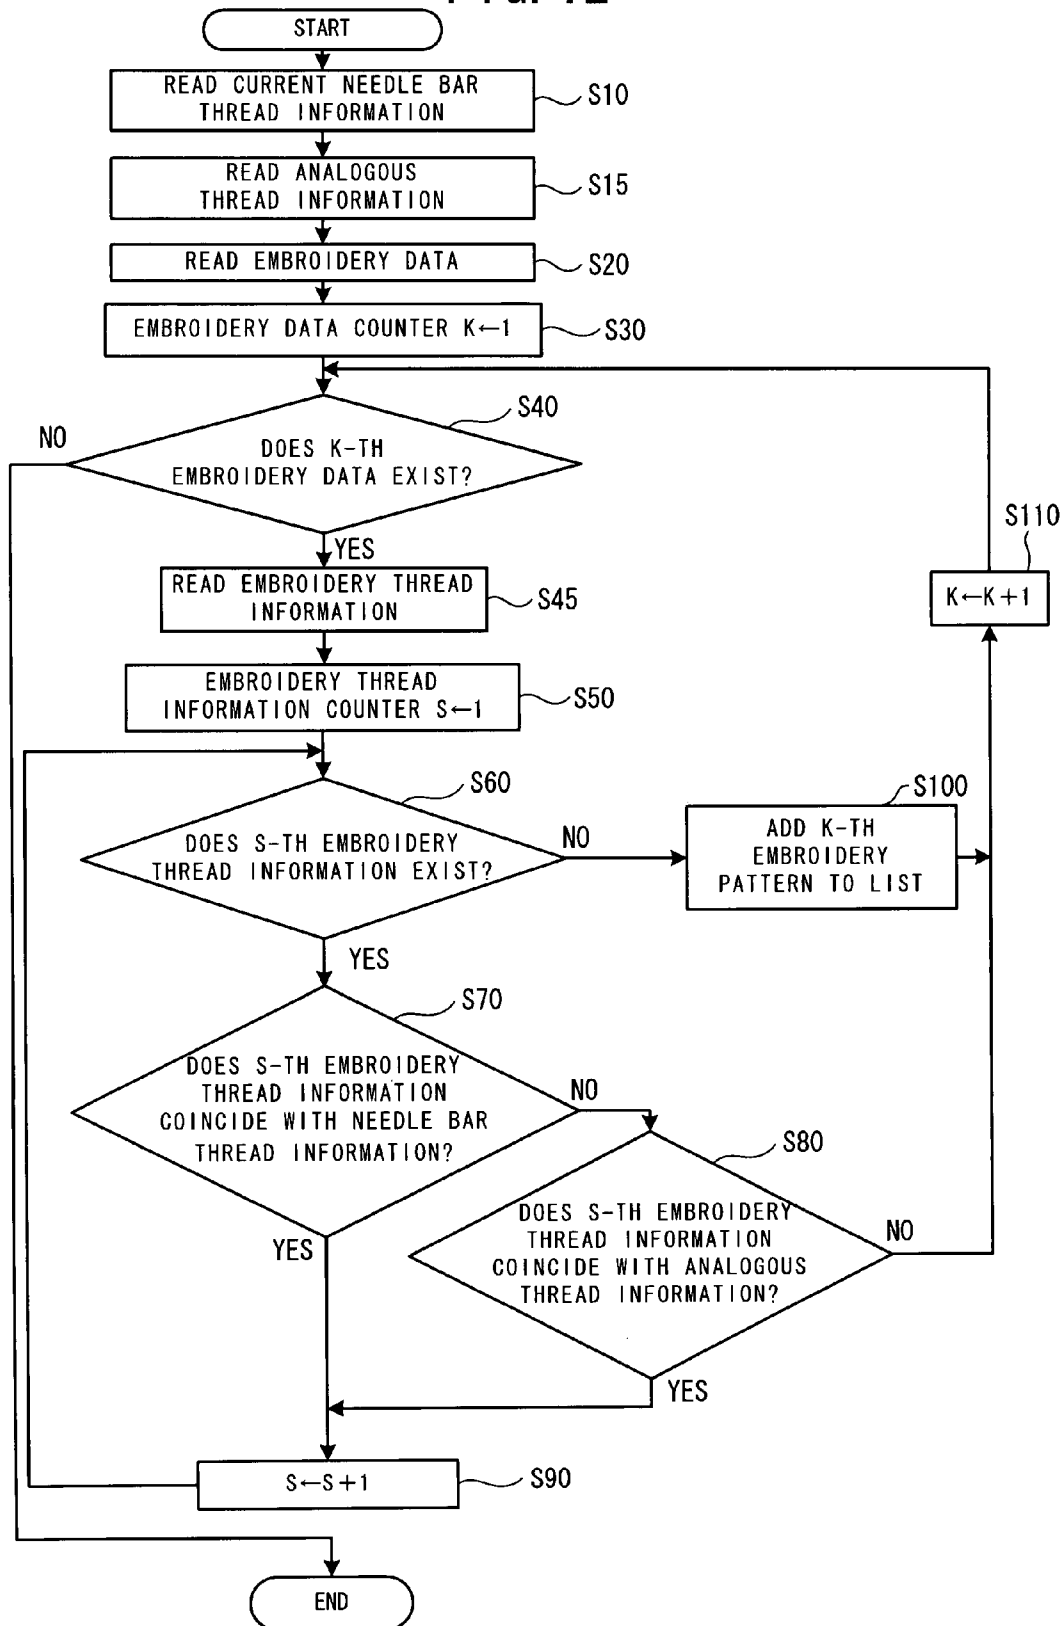 START
READ CURRENT NEEDLE BAR
THREAD INFORMATION
S10
READ ANALOGOUS
THREAD INFORMATION
S15
READ EMBROIDERY DATA
S20
EMBROIDERY DATA COUNTER K←1
S30
S40
NO
DOES K-TH
EMBROIDERY DATA EXIST?
YES
S110
K←K+1
READ EMBROIDERY THREAD
INFORMATION
S45
EMBROIDERY THREAD
INFORMATION COUNTER S←1
S50
S60
DOES S-TH EMBROIDERY
THREAD INFORMATION EXIST?
NO
S100
ADD K-TH
EMBROIDERY
PATTERN TO LIST
YES
S70
DOES S-TH EMBROIDERY
THREAD INFORMATION
COINCIDE WITH NEEDLE BAR
THREAD INFORMATION?
NO
S80
YES
DOES S-TH EMBROIDERY
THREAD INFORMATION
COINCIDE WITH ANALOGOUS
THREAD INFORMATION?
NO
YES
S←S+1
S90
END